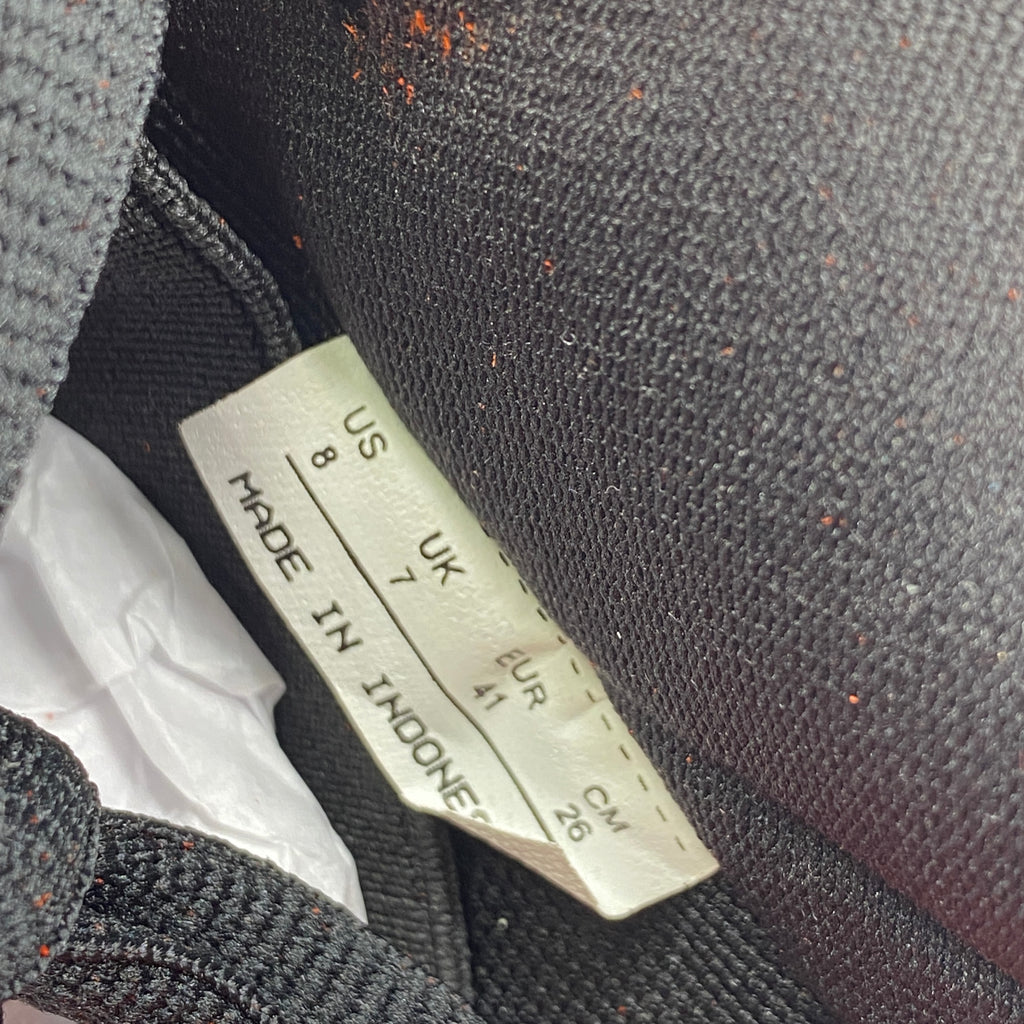 US UK EUR CM
8 7 41 26
MADE IN INDONES